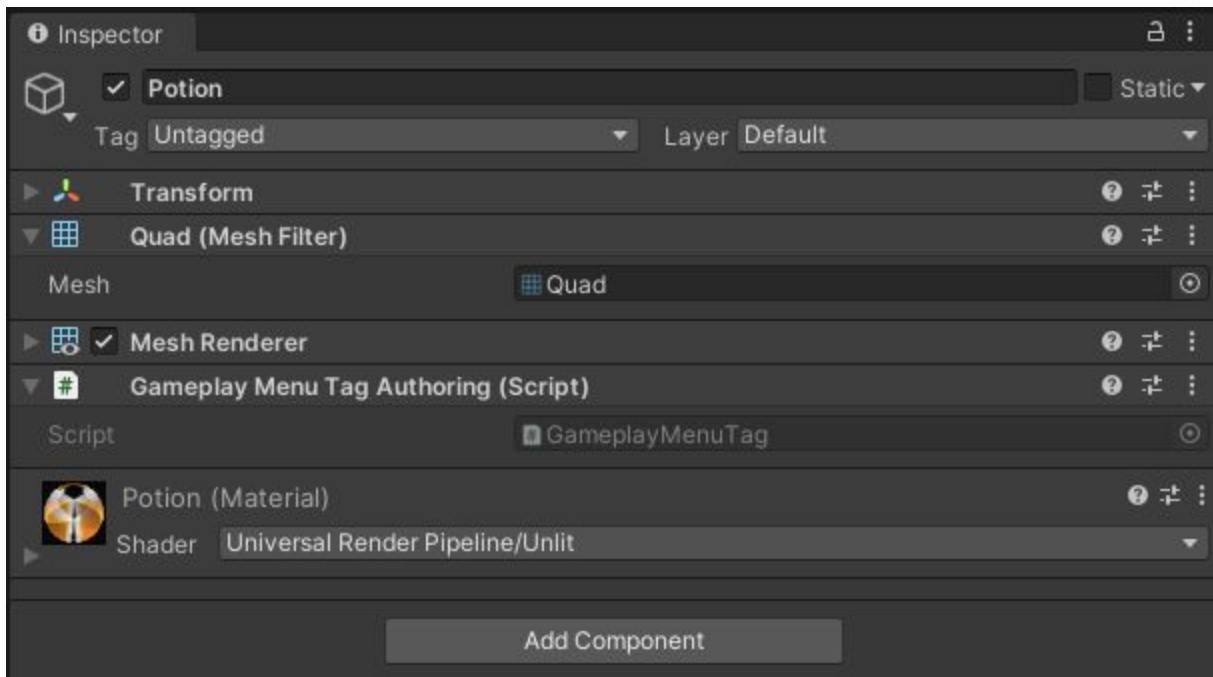 Inspector
Potion
Static
Tag Untagged Layer Default
Transform
Quad (Mesh Filter)
Mesh Quad
Mesh Renderer
Gameplay Menu Tag Authoring (Script)
Script GameplayMenuTag
Potion (Material)
Shader Universal Render Pipeline/Unlit
Add Component